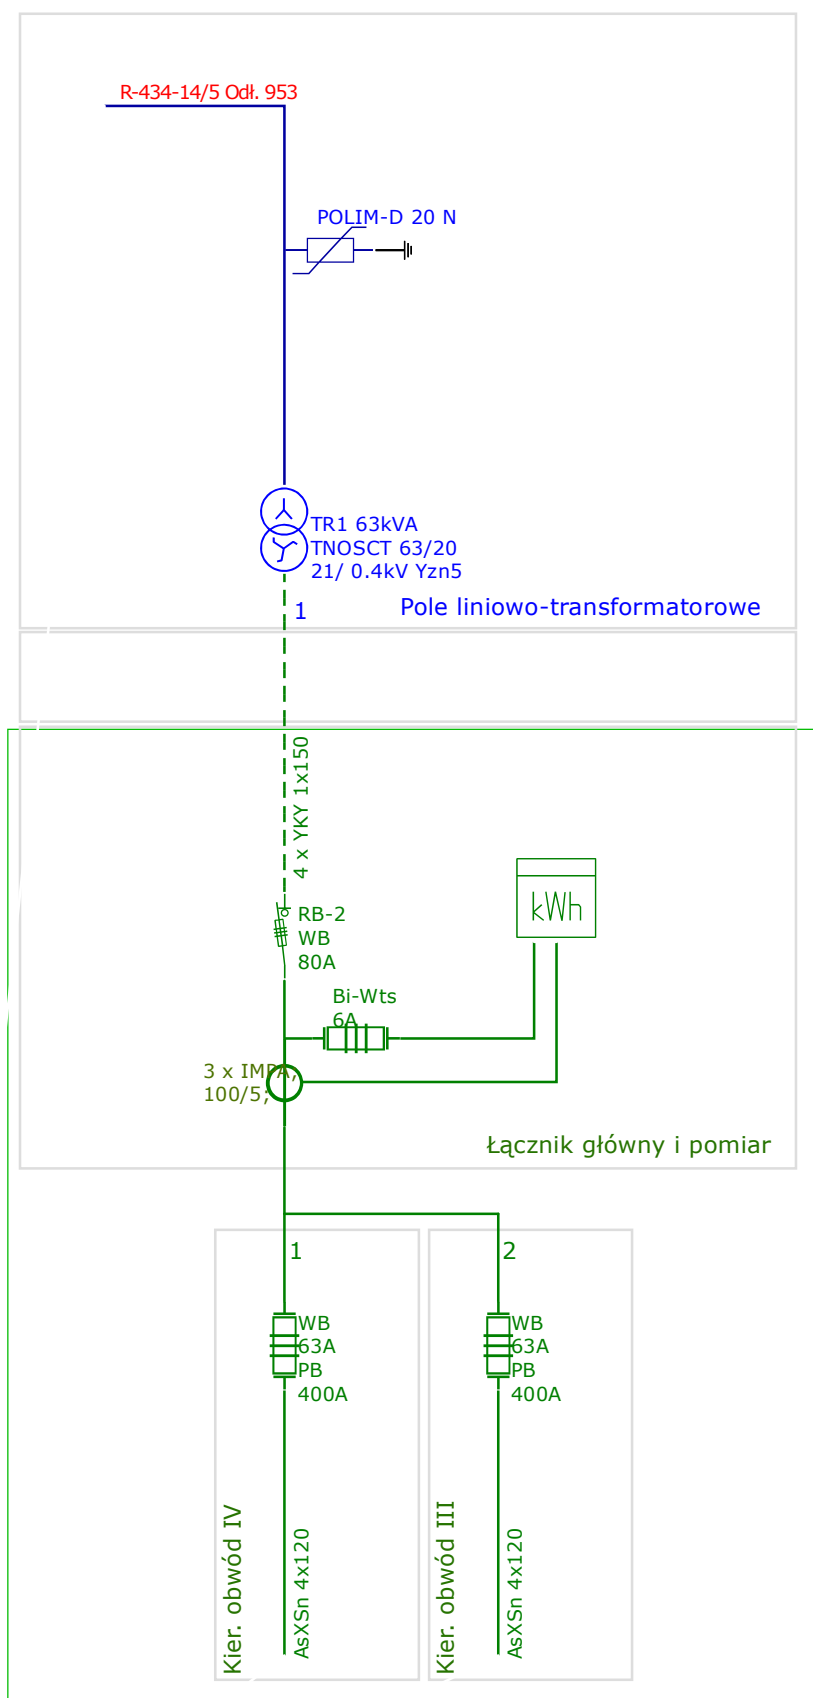 R-434-14/5 Odł. 953
POLIM-D 20 N
TR1 63kVA
TNOSCT 63/20
21/ 0.4kV Yzn5
1
Pole liniowo-transformatorowe
4 x YKY 1x150
kWh
RB-2
WB
80A
Bi-Wts
6A
3 x IMPA,
100/5;
Łącznik główny i pomiar
1
2
WB
63A
PB
400A
WB
63A
PB
400A
Kier. obwód IV
AsXSn 4x120
Kier. obwód III
AsXSn 4x120